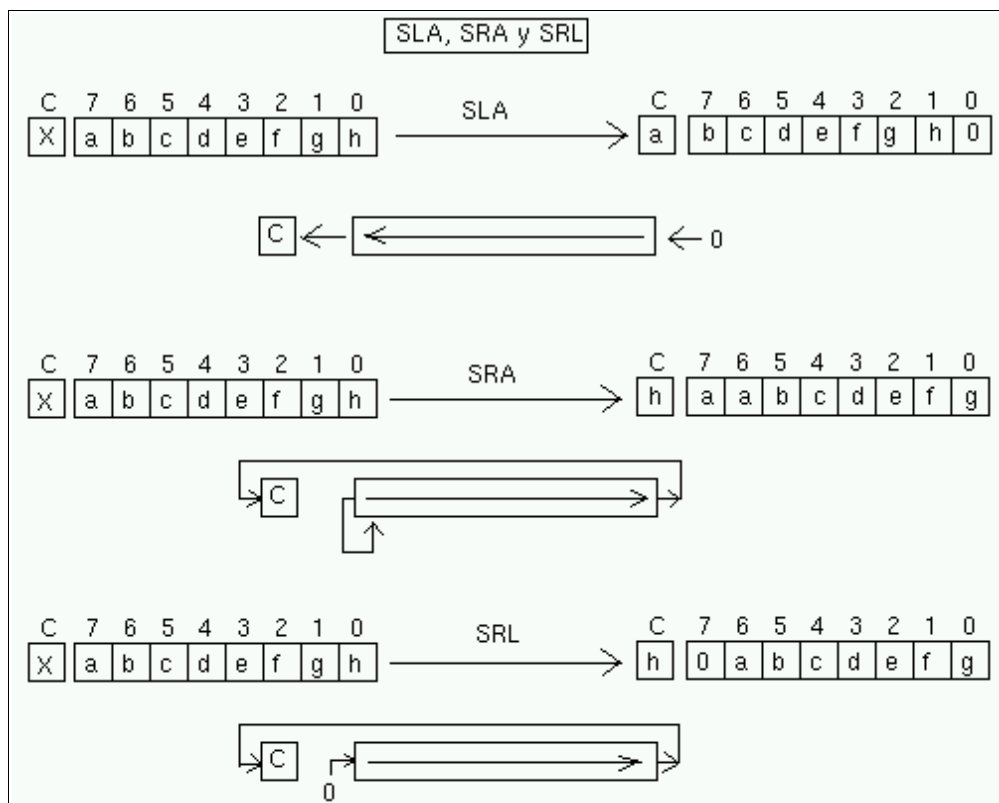 SLA, SRA y SRL
C 7 6 5 4 3 2 1 0 SLA C 7 6 5 4 3 2 1 0
X a b c d e f g h a b c d e f g h 0
C 0
C 7 6 5 4 3 2 1 0 SRA C 7 6 5 4 3 2 1 0
X a b c d e f g h h a a b c d e f g
C
C 7 6 5 4 3 2 1 0 SRL C 7 6 5 4 3 2 1 0
X a b c d e f g h h 0 a b c d e f g
C
0